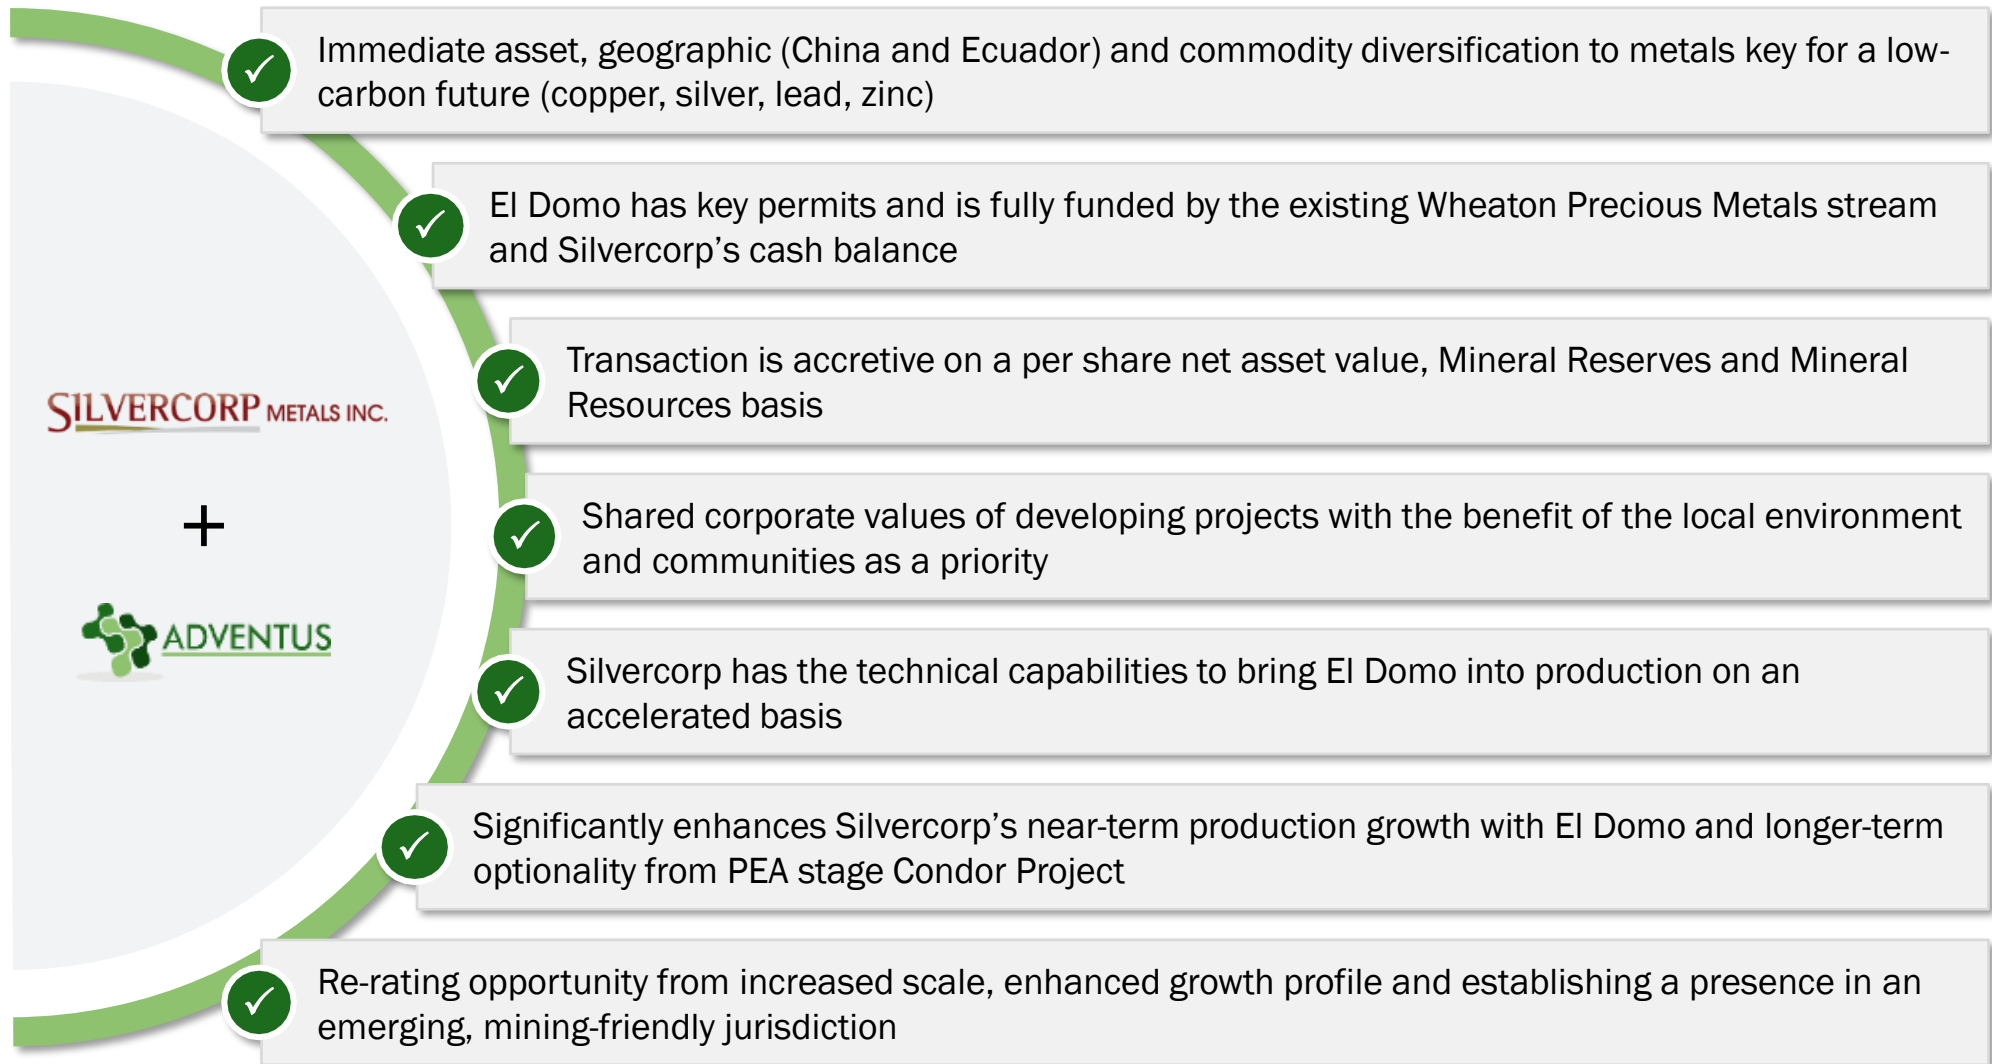 Immediate asset, geographic (China and Ecuador) and commodity diversification to metals key for a low-
carbon future (copper, silver, lead, zinc)
El Domo has key permits and is fully funded by the existing Wheaton Precious Metals stream
and Silvercorp’s cash balance
Transaction is accretive on a per share net asset value, Mineral Reserves and Mineral
Resources basis
SILVERCORP METALS INC.
+
ADVENTUS
Shared corporate values of developing projects with the benefit of the local environment
and communities as a priority
Silvercorp has the technical capabilities to bring El Domo into production on an
accelerated basis
Significantly enhances Silvercorp’s near-term production growth with El Domo and longer-term
optionality from PEA stage Condor Project
Re-rating opportunity from increased scale, enhanced growth profile and establishing a presence in an
emerging, mining-friendly jurisdiction